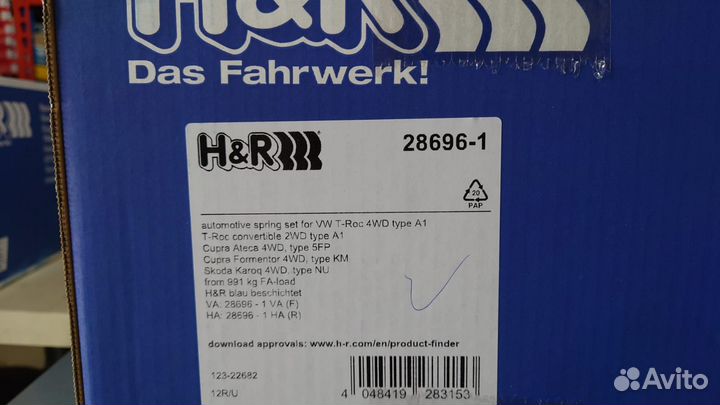 H&R
Das Fahrwerk!
H&R
28696-1
20
PAP
automotive spring set for VW T-Roc 4WD type A1
T-Roc convertible 2WD type A1
Cupra Ateca 4WD, type 5FP
Cupra Formentor 4WD, type KM
Skoda Karoq 4WD, type NU
from 991 kg FA-load
H&R blau beschichtet
VA: 28696 - 1 VA (F)
HA: 28696 - 1 HA (R)
download approvals: www.h-r.com/en/product-finder
123-22682
12R/U
4 048419 283153
Avito